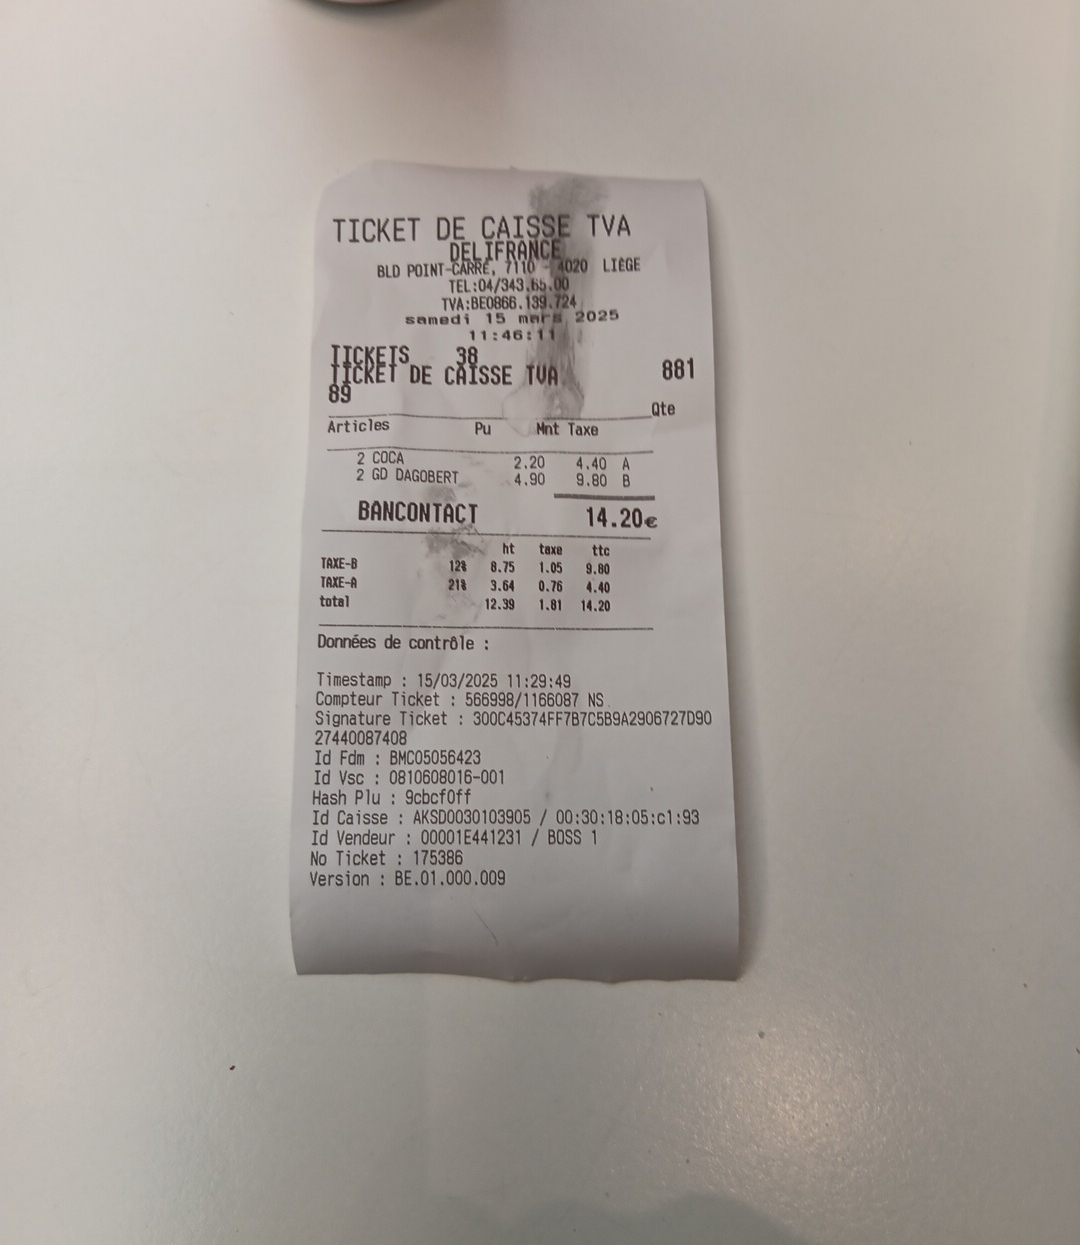 TICKET DE CAISSE TVA
DELIFRANCE
BLD POINT-CARRÉ, 7110 - 4020 LIÈGE
TEL:04/343.65.00
TVA:BE0866.139.724
samedi 15 mars 2025
11:46:11
TICKETS 38
TICKET DE CAISSE TVA 881
89
Qte
Articles Pu Mnt Taxe
2 COCA 2.20 4.40 A
2 GD DAGOBERT 4.90 9.80 B
BANCONTACT 14.20€
ht taxe ttc
TAXE-B 12% 8.75 1.05 9.80
TAXE-A 21% 3.64 0.76 4.40
total 12.39 1.81 14.20
Données de contrôle :
Timestamp : 15/03/2025 11:29:49
Compteur Ticket : 566998/1166087 NS
Signature Ticket : 300C45374FF7B7C5B9A2906727D90
27440087408
Id Fdm : BMC05056423
Id Vsc : 0810608016-001
Hash Plu : 9cbcf0ff
Id Caisse : AKSD0030103905 / 00:30:18:05:c1:93
Id Vendeur : 00001E441231 / BOSS 1
No Ticket : 175386
Version : BE.01.000.009